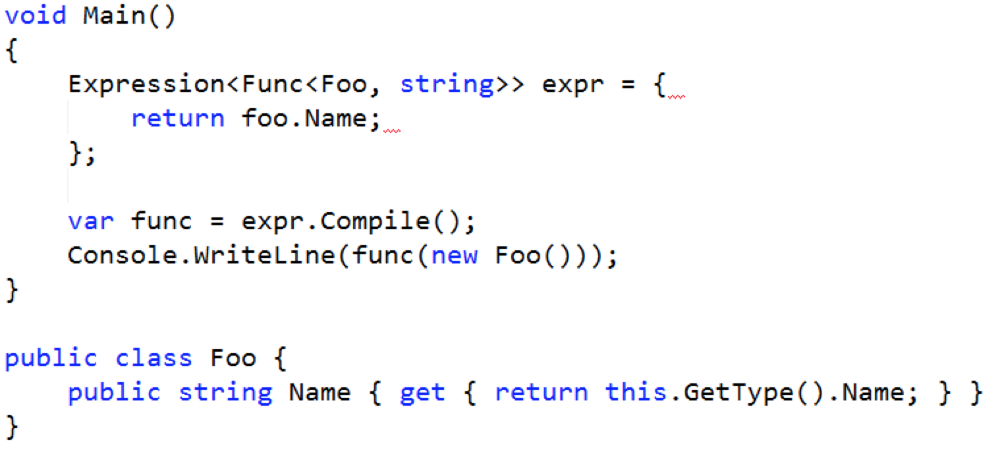 void Main()
{
    Expression<Func<Foo, string>> expr = {
        return foo.Name;
    };

    var func = expr.Compile();
    Console.WriteLine(func(new Foo()));
}

public class Foo {
    public string Name { get { return this.GetType().Name; } }
}